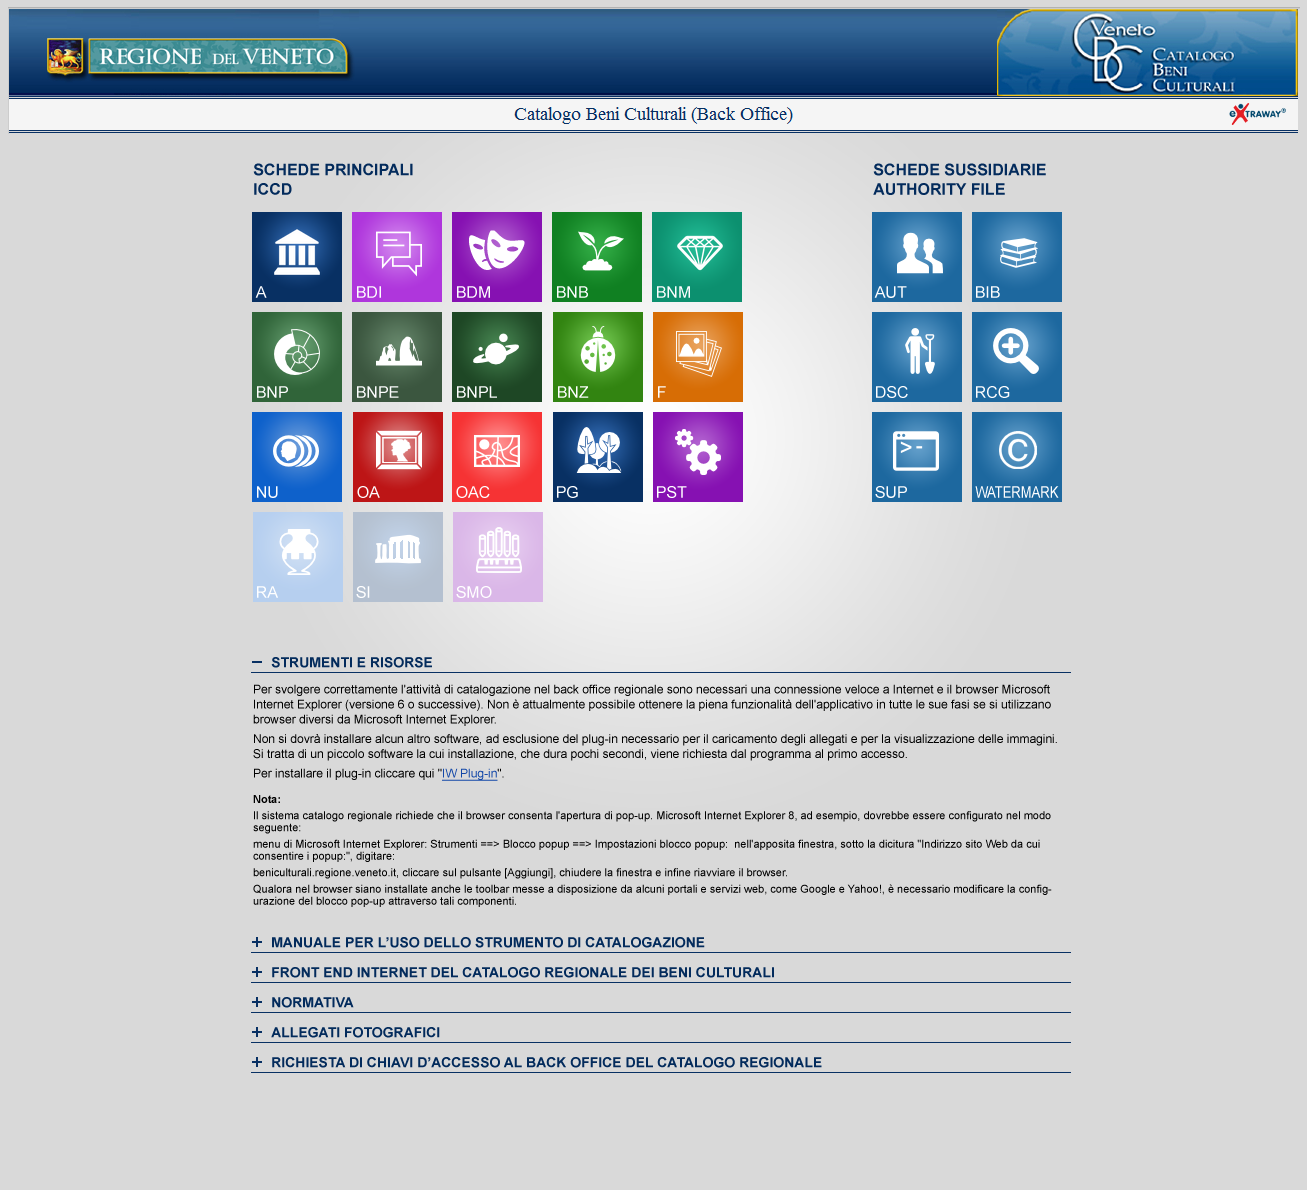 REGIONE DEL VENETO
Veneto
CBC
CATALOGO
BENI
CULTURALI
Catalogo Beni Culturali (Back Office)
eXTRAWAY®
SCHEDE PRINCIPALI
ICCD
SCHEDE SUSSIDIARIE
AUTHORITY FILE
A
BDI
BDM
BNB
BNM
AUT
BIB
BNP
BNPE
BNPL
BNZ
F
DSC
RCG
NU
OA
OAC
PG
PST
SUP
WATERMARK
RA
SI
SMO
STRUMENTI E RISORSE
Per svolgere correttamente l'attività di catalogazione nel back office regionale sono necessari una connessione veloce a Internet e il browser Microsoft
Internet Explorer (versione 6 o successive). Non è attualmente possibile ottenere la piena funzionalità dell'applicativo in tutte le sue fasi se si utilizzano
browser diversi da Microsoft Internet Explorer.
Non si dovrà installare alcun altro software, ad esclusione del plug-in necessario per il caricamento degli allegati e per la visualizzazione delle immagini.
Si tratta di un piccolo software la cui installazione, che dura pochi secondi, viene richiesta dal programma al primo accesso.
Per installare il plug-in cliccare qui "IW Plug-in".
Nota:
Il sistema catalogo regionale richiede che il browser consenta l'apertura di pop-up. Microsoft Internet Explorer 8, ad esempio, dovrebbe essere configurato nel modo
seguente:
menu di Microsoft Internet Explorer: Strumenti ==> Blocco popup ==> Impostazioni blocco popup:  nell'apposita finestra, sotto la dicitura "Indirizzo sito Web da cui
consentire i popup:", digitare:
beniculturali.regione.veneto.it, cliccare sul pulsante [Aggiungi], chiudere la finestra e infine riavviare il browser.
Qualora nel browser siano installate anche le toolbar messe a disposizione da alcuni portali e servizi web, come Google e Yahoo!, è necessario modificare la config-
urazione del blocco pop-up attraverso tali componenti.
MANUALE PER L'USO DELLO STRUMENTO DI CATALOGAZIONE
FRONT END INTERNET DEL CATALOGO REGIONALE DEI BENI CULTURALI
NORMATIVA
ALLEGATI FOTOGRAFICI
RICHIESTA DI CHIAVI D'ACCESSO AL BACK OFFICE DEL CATALOGO REGIONALE